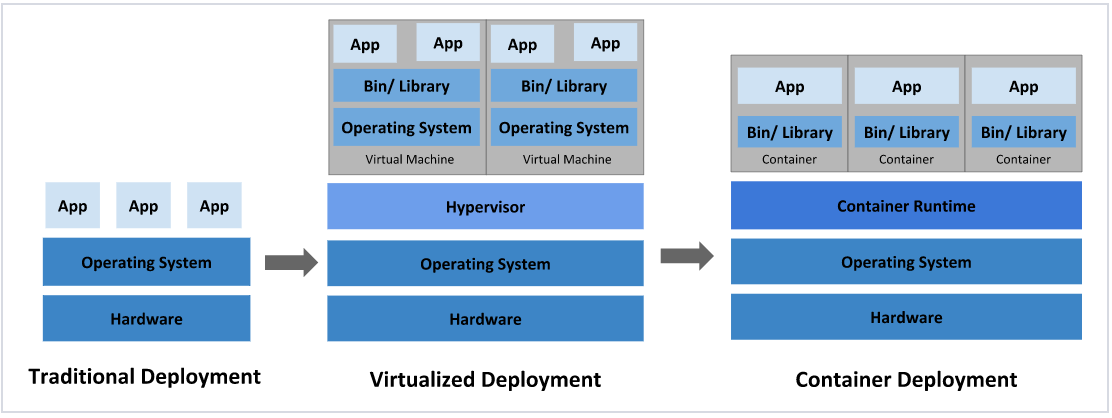 App App App
Operating System
Hardware
Traditional Deployment
App App App App
Bin/ Library Bin/ Library
Operating System Operating System
Virtual Machine Virtual Machine
Hypervisor
Operating System
Hardware
Virtualized Deployment
App App App
Bin/ Library Bin/ Library Bin/ Library
Container Container Container
Container Runtime
Operating System
Hardware
Container Deployment